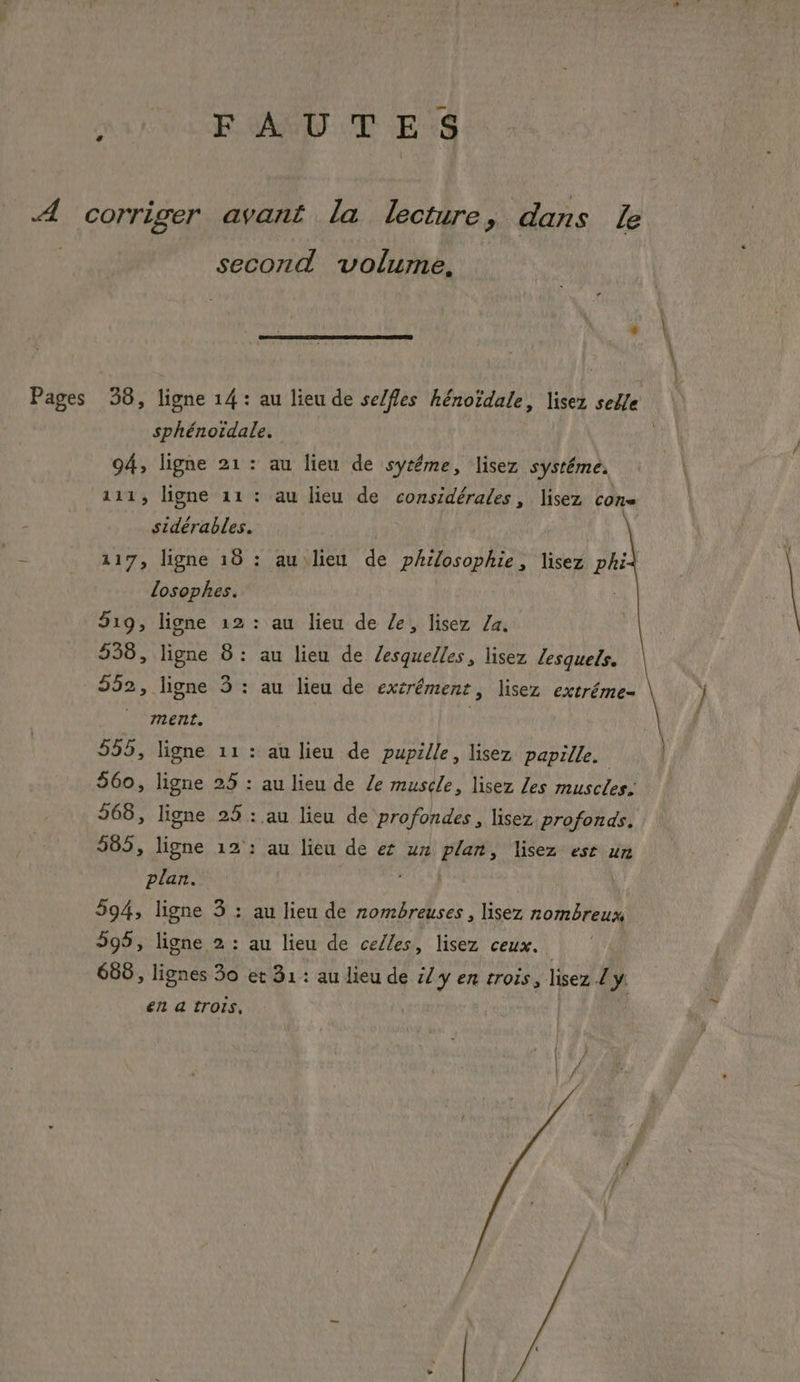 FAUTES
A corriger avant la lecture, dans le
second volume.
Pages 38, ligne 14 : au lieu de selfles hénoïdale, lisez selle
sphénoïdale.
94, ligne 21 : au lieu de sytême, lisez systéme.
111, ligne 11 : au lieu de considérales, lisez con-
sidérables.
117, ligne 18 : au lieu de philosophie, lisez phi-
losophes.
519, ligne 12 : au lieu de le, lisez la.
538, ligne 8 : au lieu de lesquelles, lisez lesquels.
552, ligne 3 : au lieu de extrément, lisez extréme-
ment.
555, ligne 11 : au lieu de pupille, lisez papille.
560, ligne 25 : au lieu de le muscle, lisez les muscles.
568, ligne 25 : au lieu de profondes, lisez profonds.
585, ligne 12 : au lieu de et un plan, lisez est un
plan.
594, ligne 3 : au lieu de nombreuses, lisez nombreux
595, ligne 2 : au lieu de celles, lisez ceux.
688, lignes 30 et 31 : au lieu de il y en trois, lisez l y
en a trois.